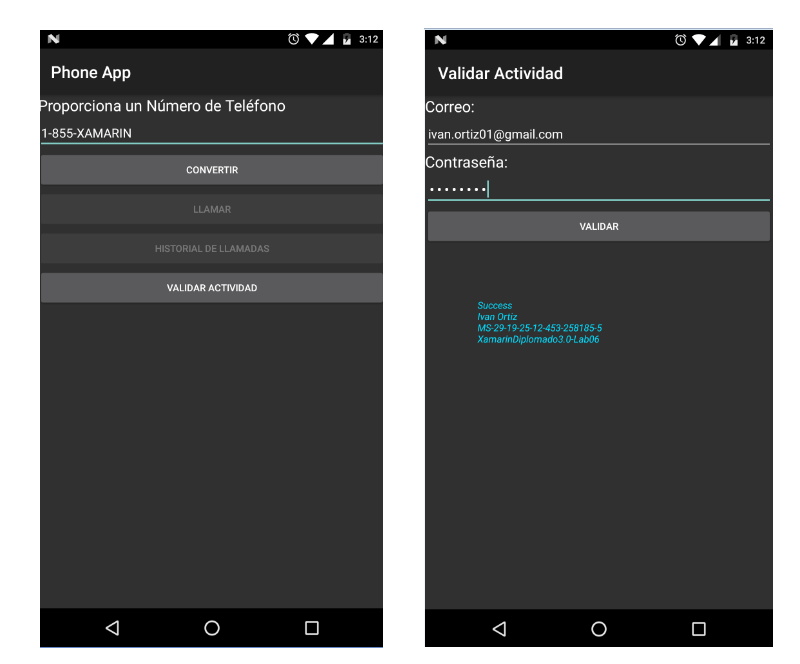 3:12
Phone App
Proporciona un Número de Teléfono
1-855-XAMARIN
CONVERTIR
LLAMAR
HISTORIAL DE LLAMADAS
VALIDAR ACTIVIDAD
3:12
Validar Actividad
Correo:
ivan.ortiz01@gmail.com
Contraseña:
••••••••
VALIDAR
Success
Ivan Ortiz
MS-29-19-25-12-453-258185-5
XamarinDiplomado3.0-Lab06